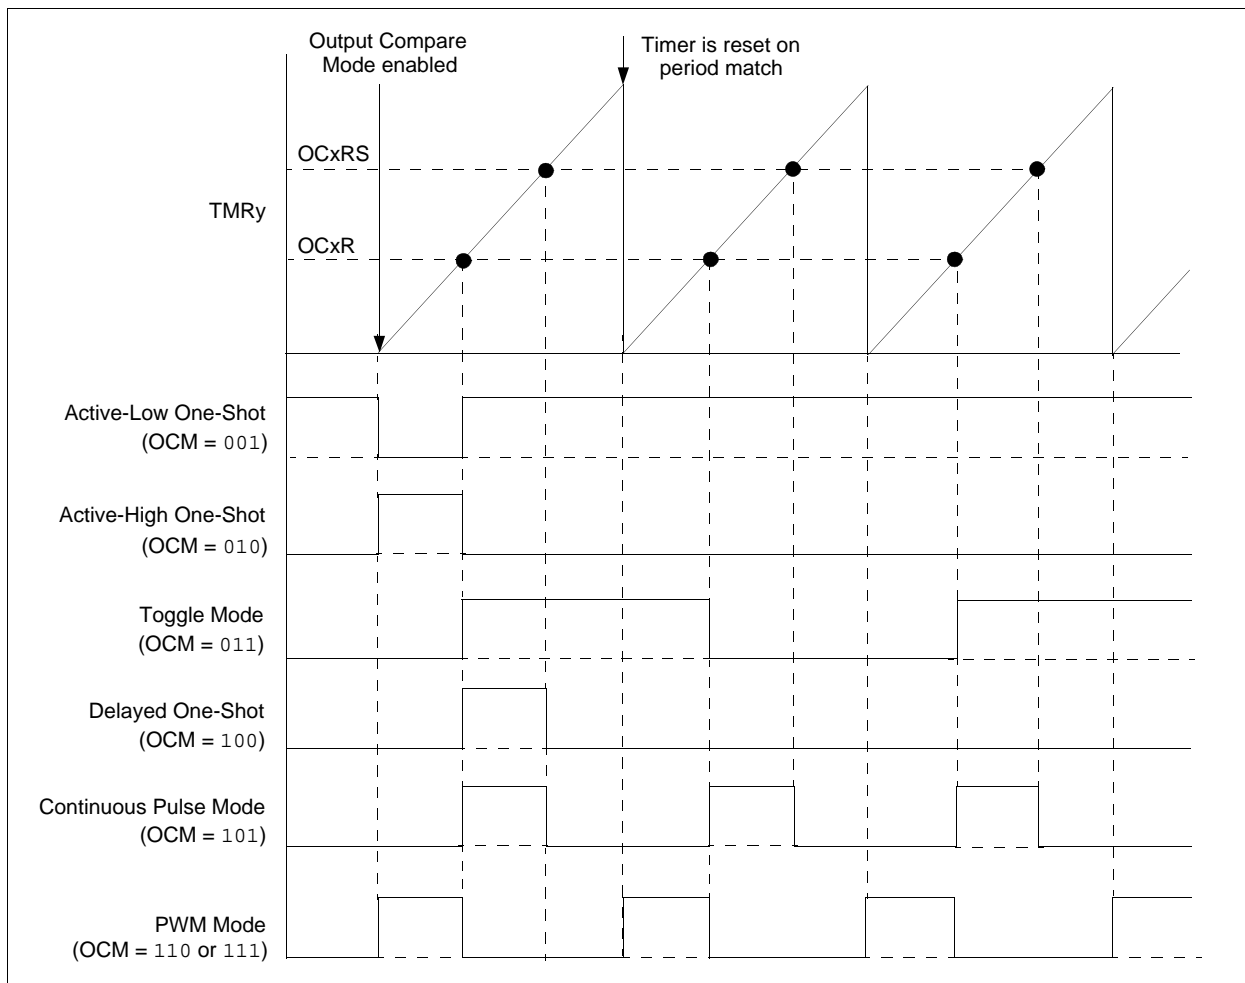 Output Compare
Mode enabled
Timer is reset on
period match
OCxRS
TMRy
OCxR
Active-Low One-Shot
(OCM = 001)
Active-High One-Shot
(OCM = 010)
Toggle Mode
(OCM = 011)
Delayed One-Shot
(OCM = 100)
Continuous Pulse Mode
(OCM = 101)
PWM Mode
(OCM = 110 or 111)